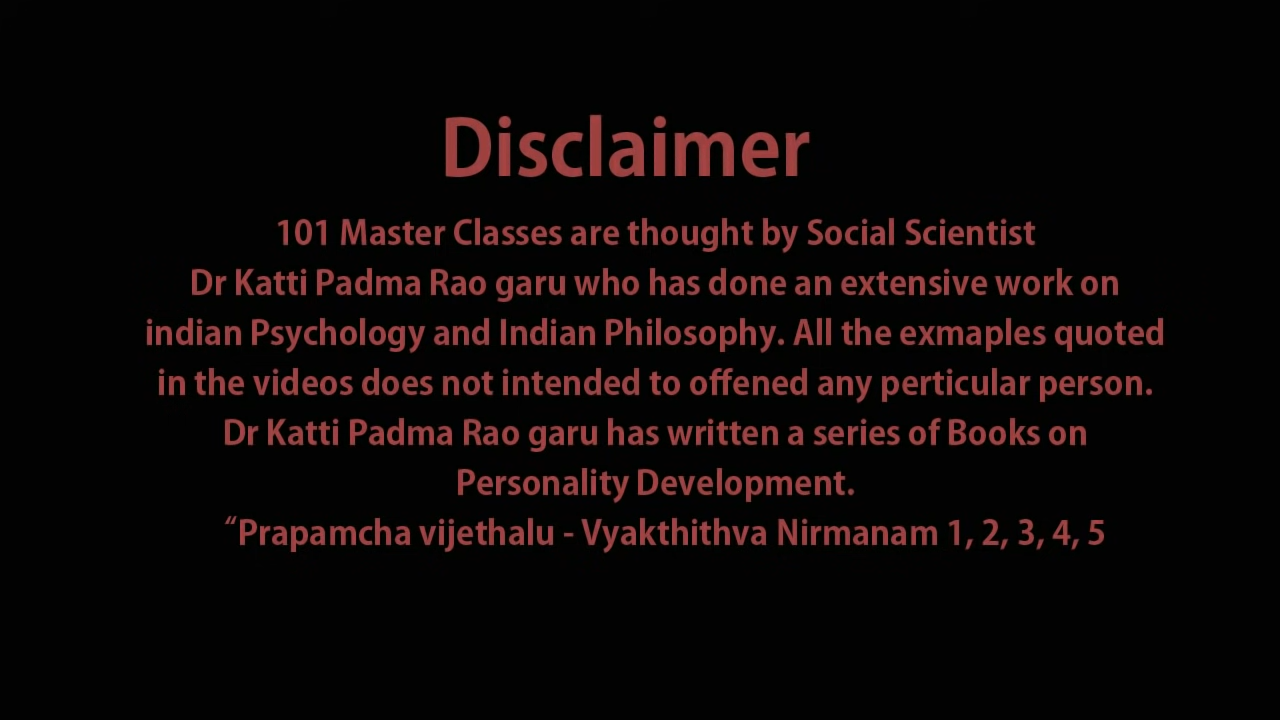 Disclaimer
101 Master Classes are thought by Social Scientist
Dr Katti Padma Rao garu who has done an extensive work on
indian Psychology and Indian Philosophy. All the exmaples quoted
in the videos does not intended to offened any perticular person.
Dr Katti Padma Rao garu has written a series of Books on
Personality Development.
“Prapamcha vijethalu - Vyakthithva Nirmanam 1, 2, 3, 4, 5